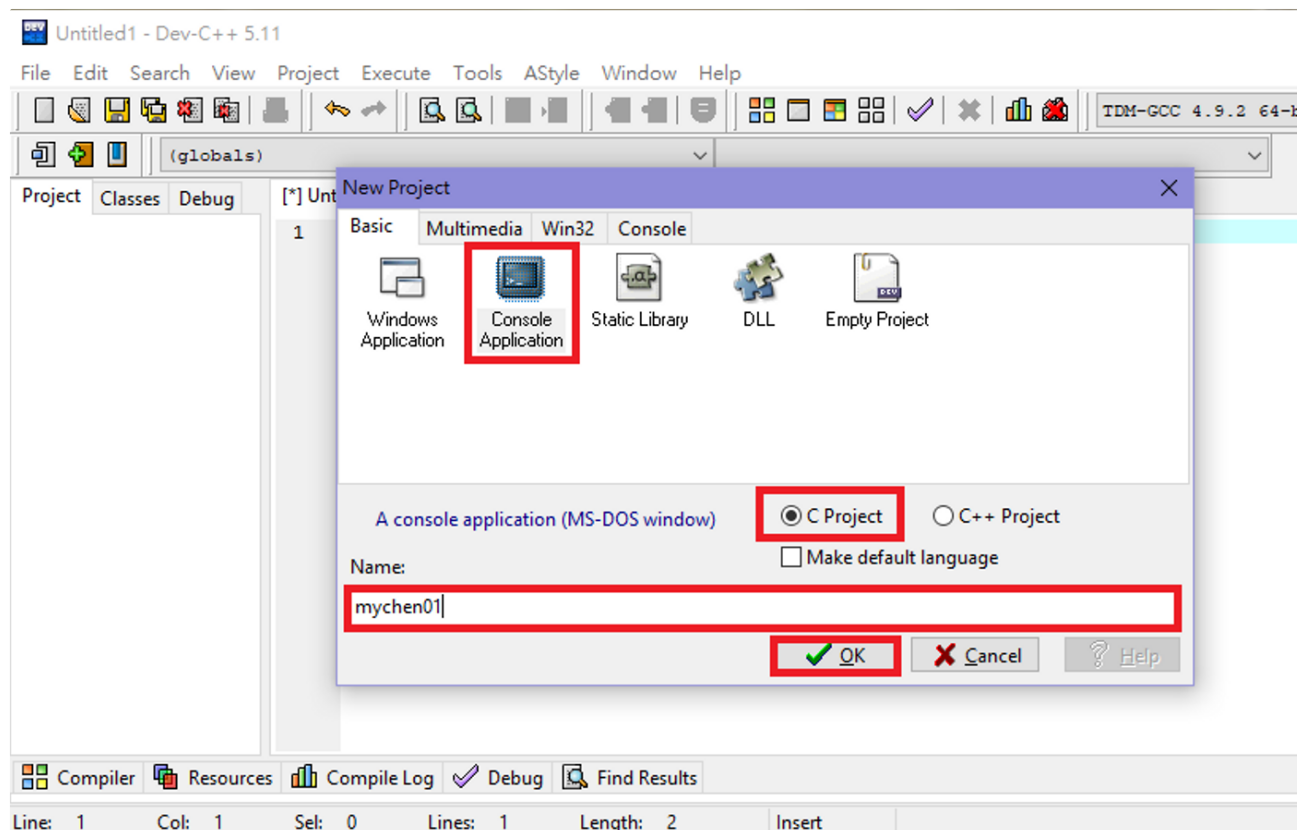 Untitled1 - Dev-C++ 5.11
File Edit Search View Project Execute Tools AStyle Window Help
TDM-GCC 4.9.2 64-b
(globals)
Project Classes Debug
[*] Unt
1
New Project
Basic Multimedia Win32 Console
Windows Application
Console Application
Static Library
DLL
Empty Project
A console application (MS-DOS window)
C Project C++ Project
Make default language
Name:
mychen01
OK Cancel Help
Compiler Resources Compile Log Debug Find Results
Line: 1 Col: 1 Sel: 0 Lines: 1 Length: 2 Insert